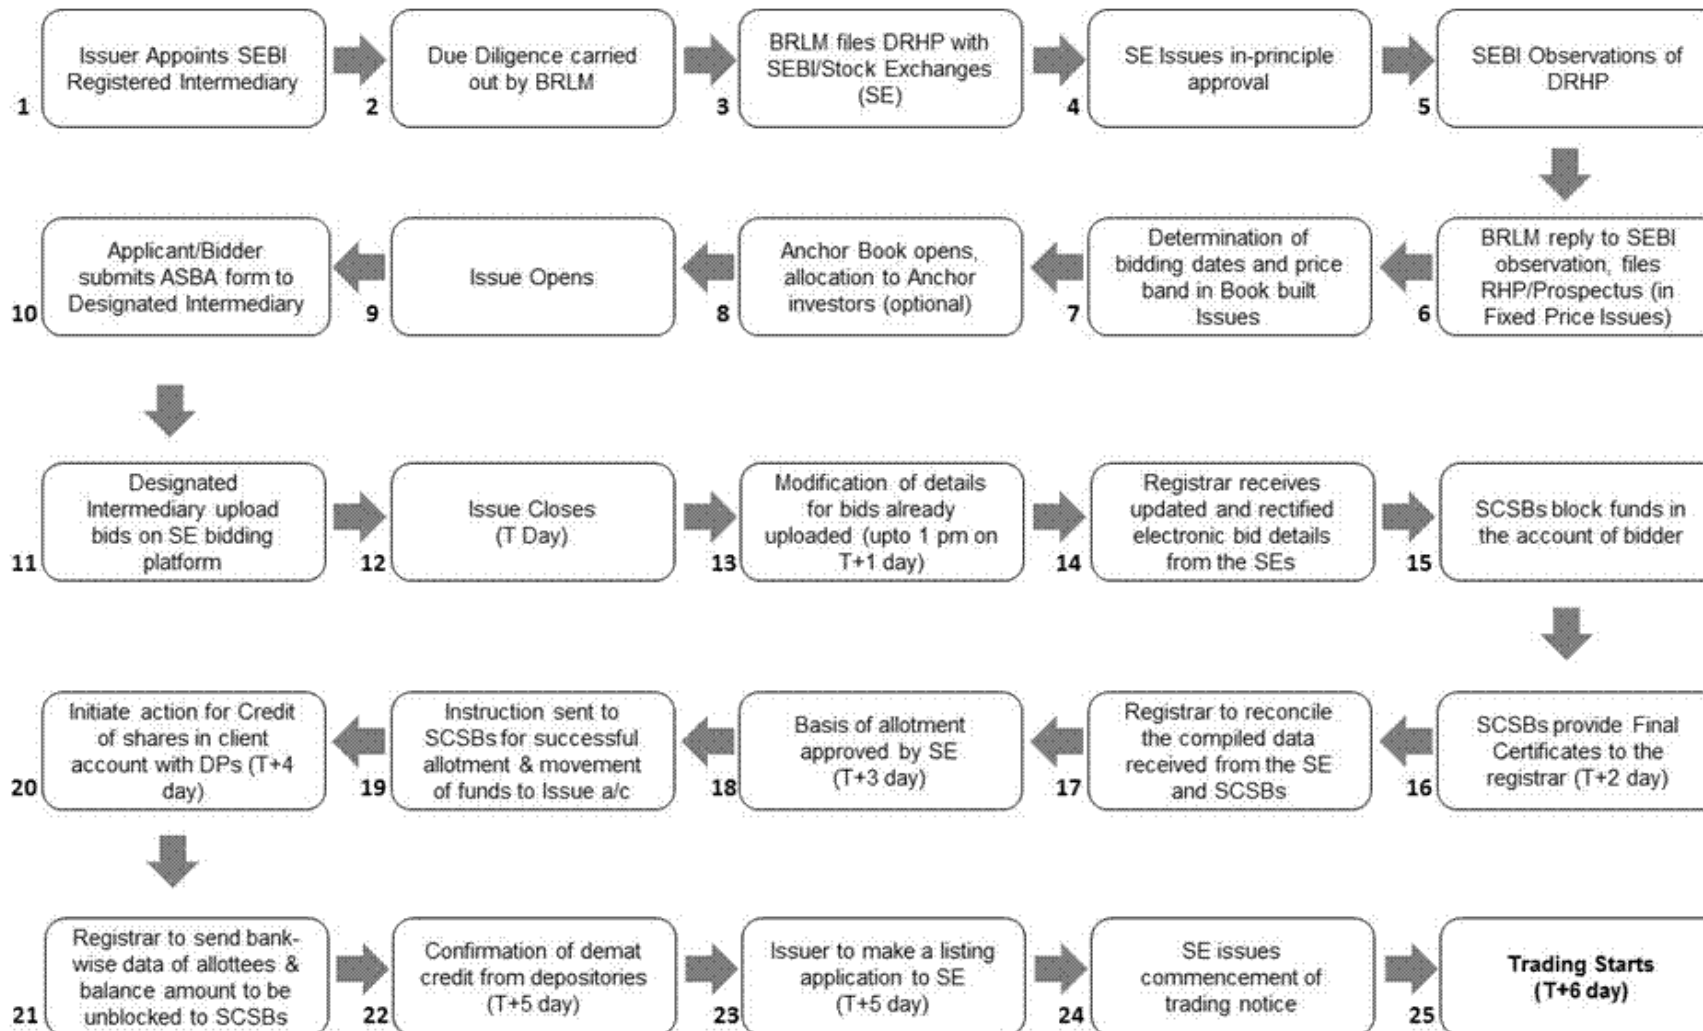 1
Issuer Appoints SEBI
Registered Intermediary
2
Due Diligence carried
out by BRLM
3
BRLM files DRHP with
SEBI/Stock Exchanges
(SE)
4
SE Issues in-principle
approval
5
SEBI Observations of
DRHP
6
BRLM reply to SEBI
observation, files
RHP/Prospectus (in
Fixed Price Issues)
7
Determination of
bidding dates and price
band in Book built
Issues
8
Anchor Book opens,
allocation to Anchor
investors (optional)
9
Issue Opens
10
Applicant/Bidder
submits ASBA form to
Designated Intermediary
11
Designated
Intermediary upload
bids on SE bidding
platform
12
Issue Closes
(T Day)
13
Modification of details
for bids already
uploaded (upto 1 pm on
T+1 day)
14
Registrar receives
updated and rectified
electronic bid details
from the SEs
15
SCSBs block funds in
the account of bidder
16
SCSBs provide Final
Certificates to the
registrar (T+2 day)
17
Registrar to reconcile
the compiled data
received from the SE
and SCSBs
18
Basis of allotment
approved by SE
(T+3 day)
19
Instruction sent to
SCSBs for successful
allotment & movement
of funds to Issue a/c
20
Initiate action for Credit
of shares in client
account with DPs (T+4
day)
21
Registrar to send bank-
wise data of allottees &
balance amount to be
unblocked to SCSBs
22
Confirmation of demat
credit from depositories
(T+5 day)
23
Issuer to make a listing
application to SE
(T+5 day)
24
SE issues
commencement of
trading notice
25
Trading Starts
(T+6 day)